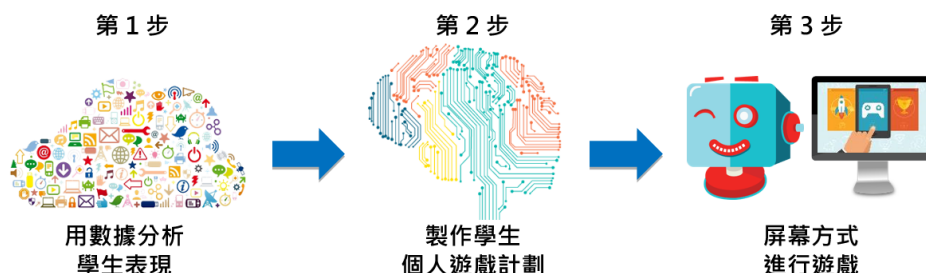 第 1 步
第 2 步
第 3 步
用數據分析
學生表現
製作學生
個人遊戲計劃
屏幕方式
進行遊戲